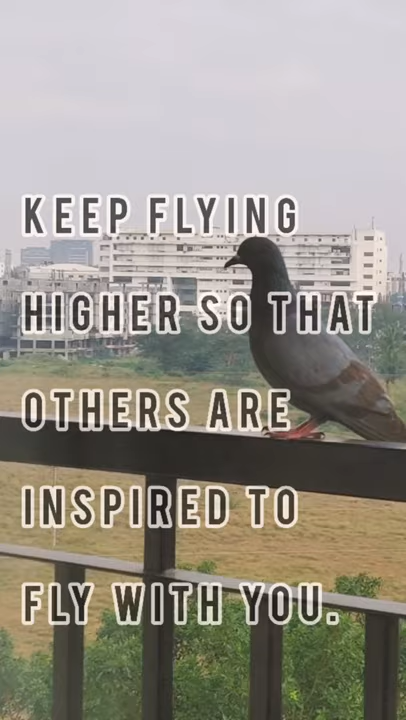 KEEP FLYING
HIGHER SO THAT
OTHERS ARE
INSPIRED TO
FLY WITH YOU.